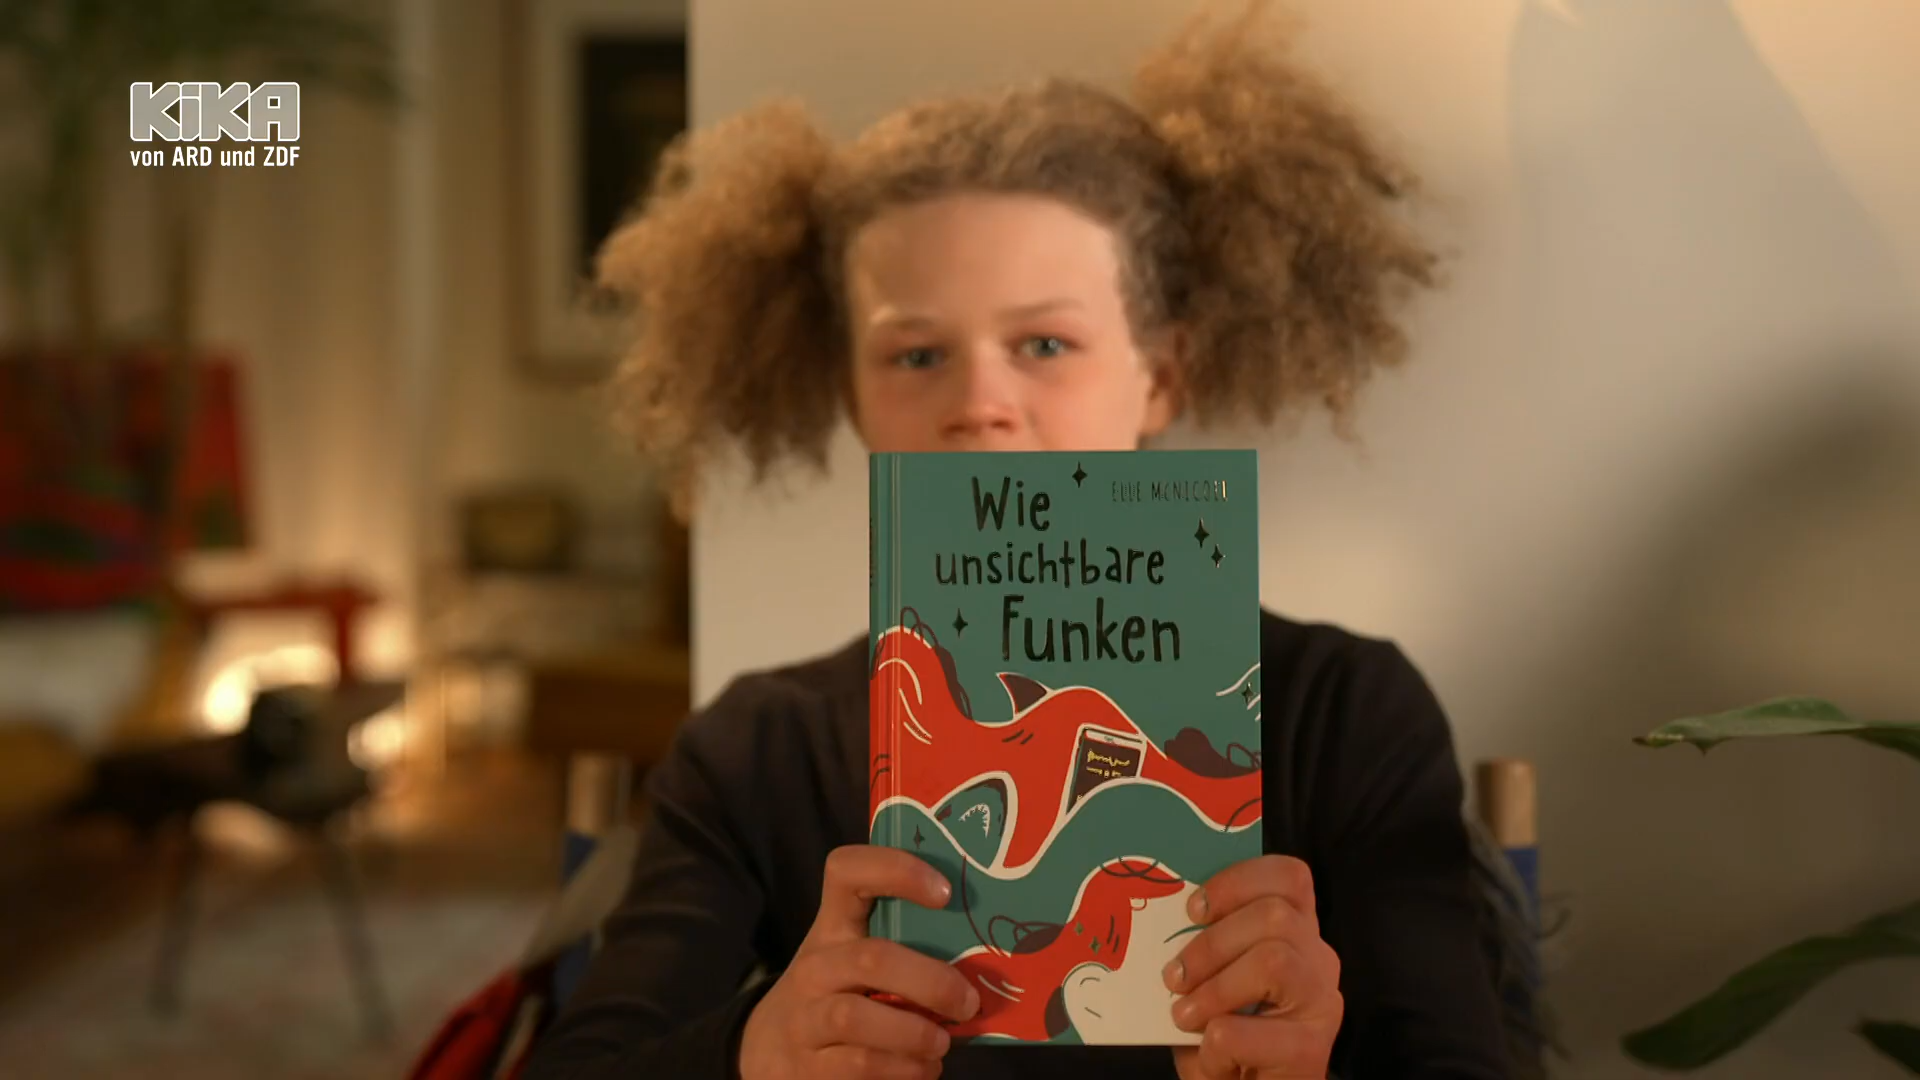 KiKA
von ARD und ZDF
Wie
ELLE McNICOLL
unsichtbare
Funken